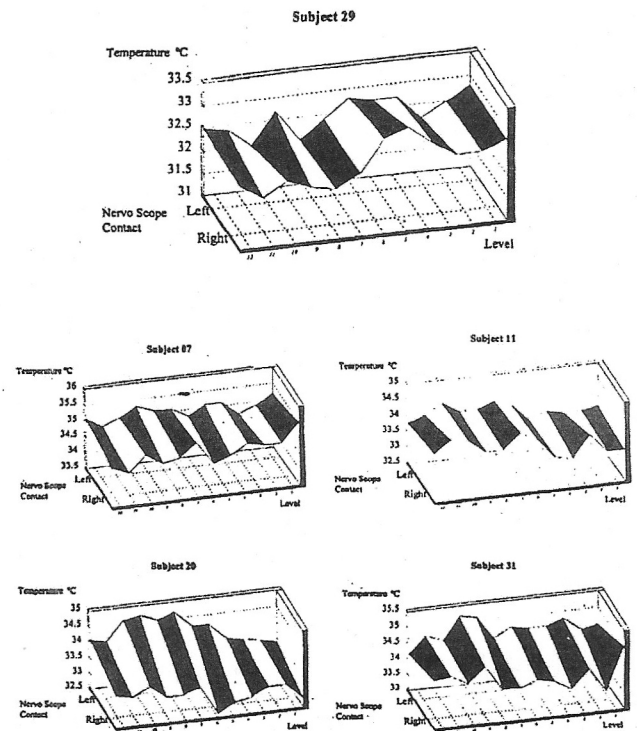 Subject 29
Temperature °C
33.5
33
32.5
32
31.5
31
Nervo Scope
Contact
Left
Right
Level
Subject 07
Temperature °C
36
35.5
35
34.5
34
33.5
Nervo Scope
Contact
Left
Right
Level
Subject 11
Temperature °C
35
34.5
34
33.5
33
32.5
Nervo Scope
Contact
Left
Right
Level
Subject 20
Temperature °C
35
34.5
34
33.5
33
32.5
Nervo Scope
Contact
Left
Right
Level
Subject 31
Temperature °C
35.5
35
34.5
34
33.5
33
Nervo Scope
Contact
Left
Right
Level